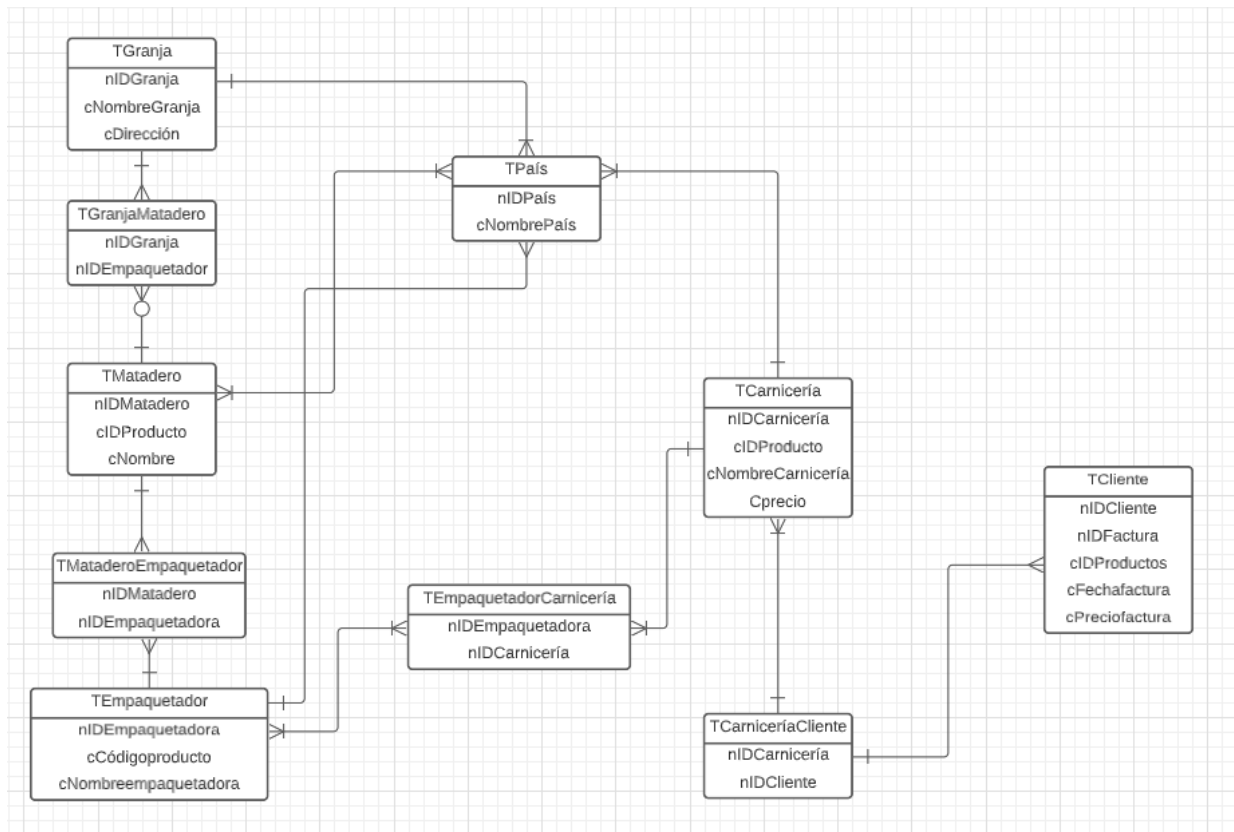 TGranja
nIDGranja
cNombreGranja
cDirección
TPaís
nIDPaís
cNombrePaís
TGranjaMatadero
nIDGranja
nIDEmpaquetador
TMatadero
nIDMatadero
cIDProducto
cNombre
TCarnicería
nIDCarnicería
cIDProducto
cNombreCarnicería
Cprecio
TCliente
nIDCliente
nIDFactura
cIDProductos
cFechafactura
cPreciofactura
TMataderoEmpaquetador
nIDMatadero
nIDEmpaquetadora
TEmpaquetadorCarnicería
nIDEmpaquetadora
nIDCarnicería
TEmpaquetador
nIDEmpaquetadora
cCódigoproducto
cNombreempaquetadora
TCarniceríaCliente
nIDCarnicería
nIDCliente